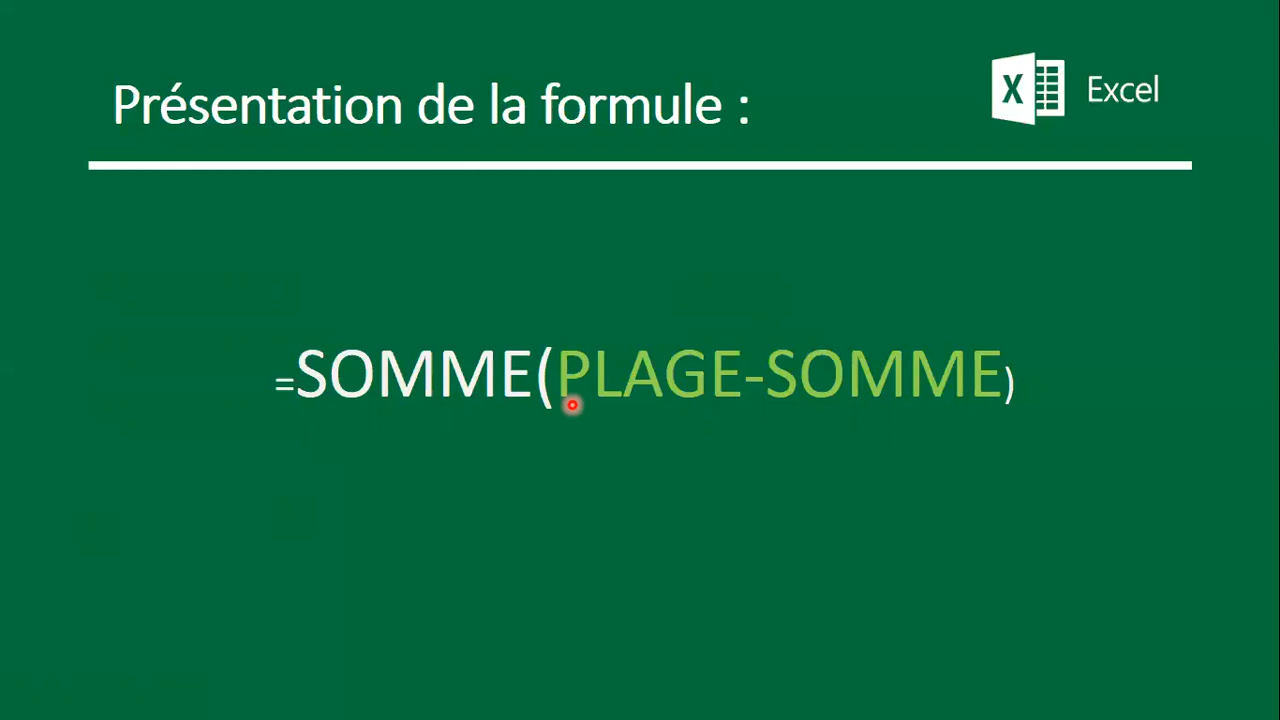 Présentation de la formule :
X Excel
=SOMME(PLAGE-SOMME)